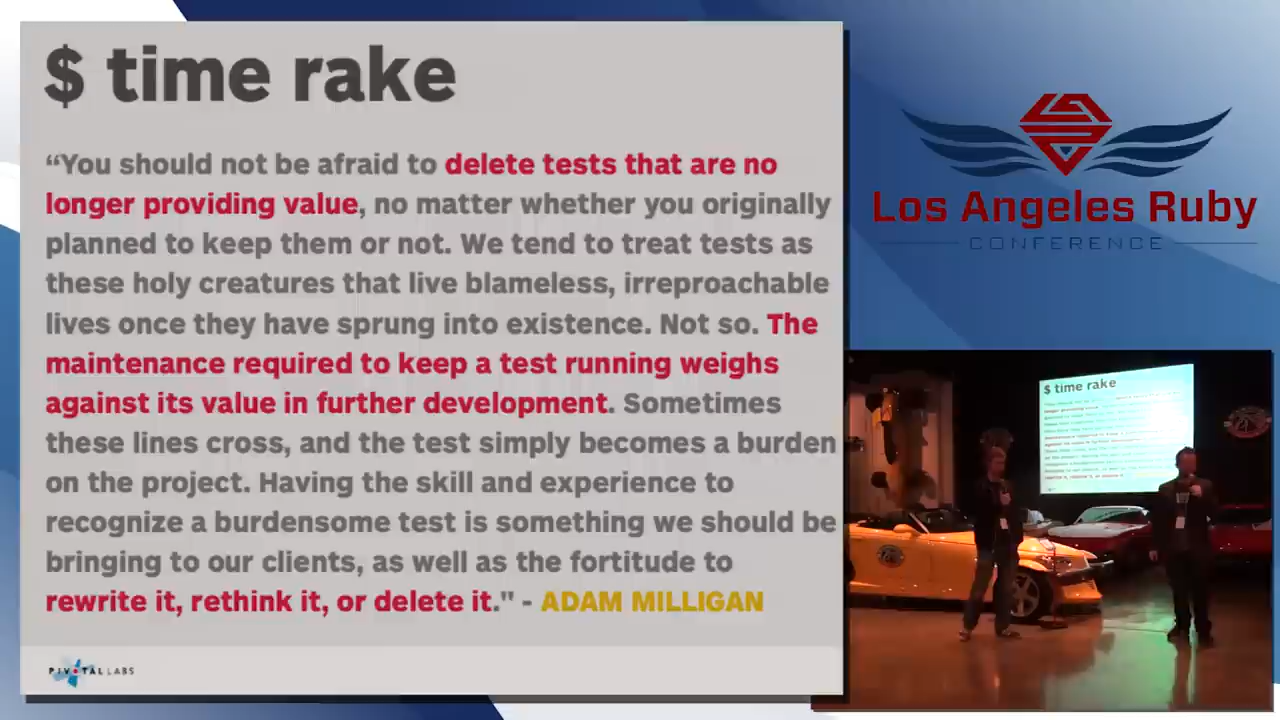 $ time rake
“You should not be afraid to delete tests that are no
longer providing value, no matter whether you originally
planned to keep them or not. We tend to treat tests as
these holy creatures that live blameless, irreproachable
lives once they have sprung into existence. Not so. The
maintenance required to keep a test running weighs
against its value in further development. Sometimes
these lines cross, and the test simply becomes a burden
on the project. Having the skill and experience to
recognize a burdensome test is something we should be
bringing to our clients, as well as the fortitude to
rewrite it, rethink it, or delete it." - ADAM MILLIGAN
PIVOTAL LABS
Los Angeles Ruby
CONFERENCE
$ time rake